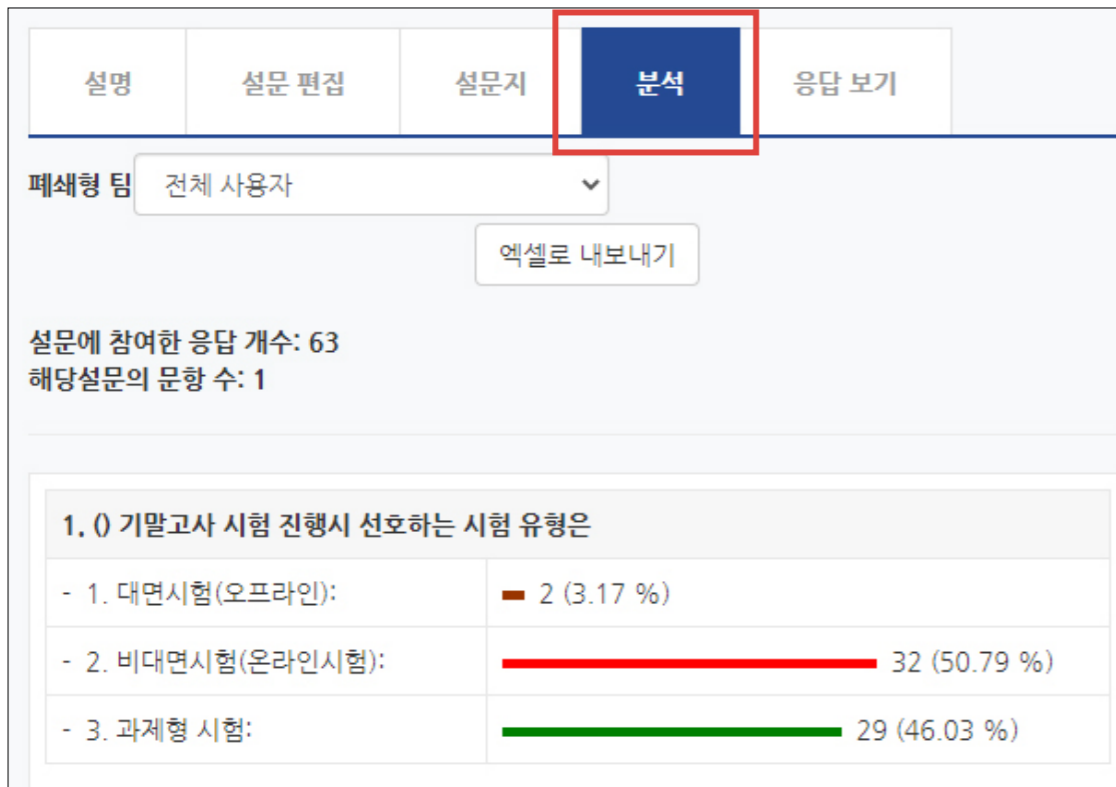 설명 설문 편집 설문지 분석 응답 보기
폐쇄형 팀 전체 사용자
엑셀로 내보내기
설문에 참여한 응답 개수: 63
해당설문의 문항 수: 1
1. () 기말고사 시험 진행시 선호하는 시험 유형은
- 1. 대면시험(오프라인): 2 (3.17 %)
- 2. 비대면시험(온라인시험): 32 (50.79 %)
- 3. 과제형 시험: 29 (46.03 %)